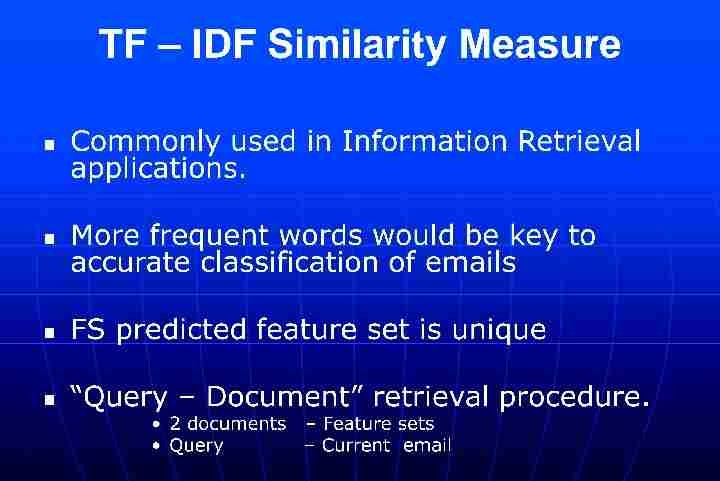 TF – IDF Similarity Measure
Commonly used in Information Retrieval
applications.
More frequent words would be key to
accurate classification of emails
FS predicted feature set is unique
“Query – Document” retrieval procedure.
• 2 documents – Feature sets
• Query – Current email